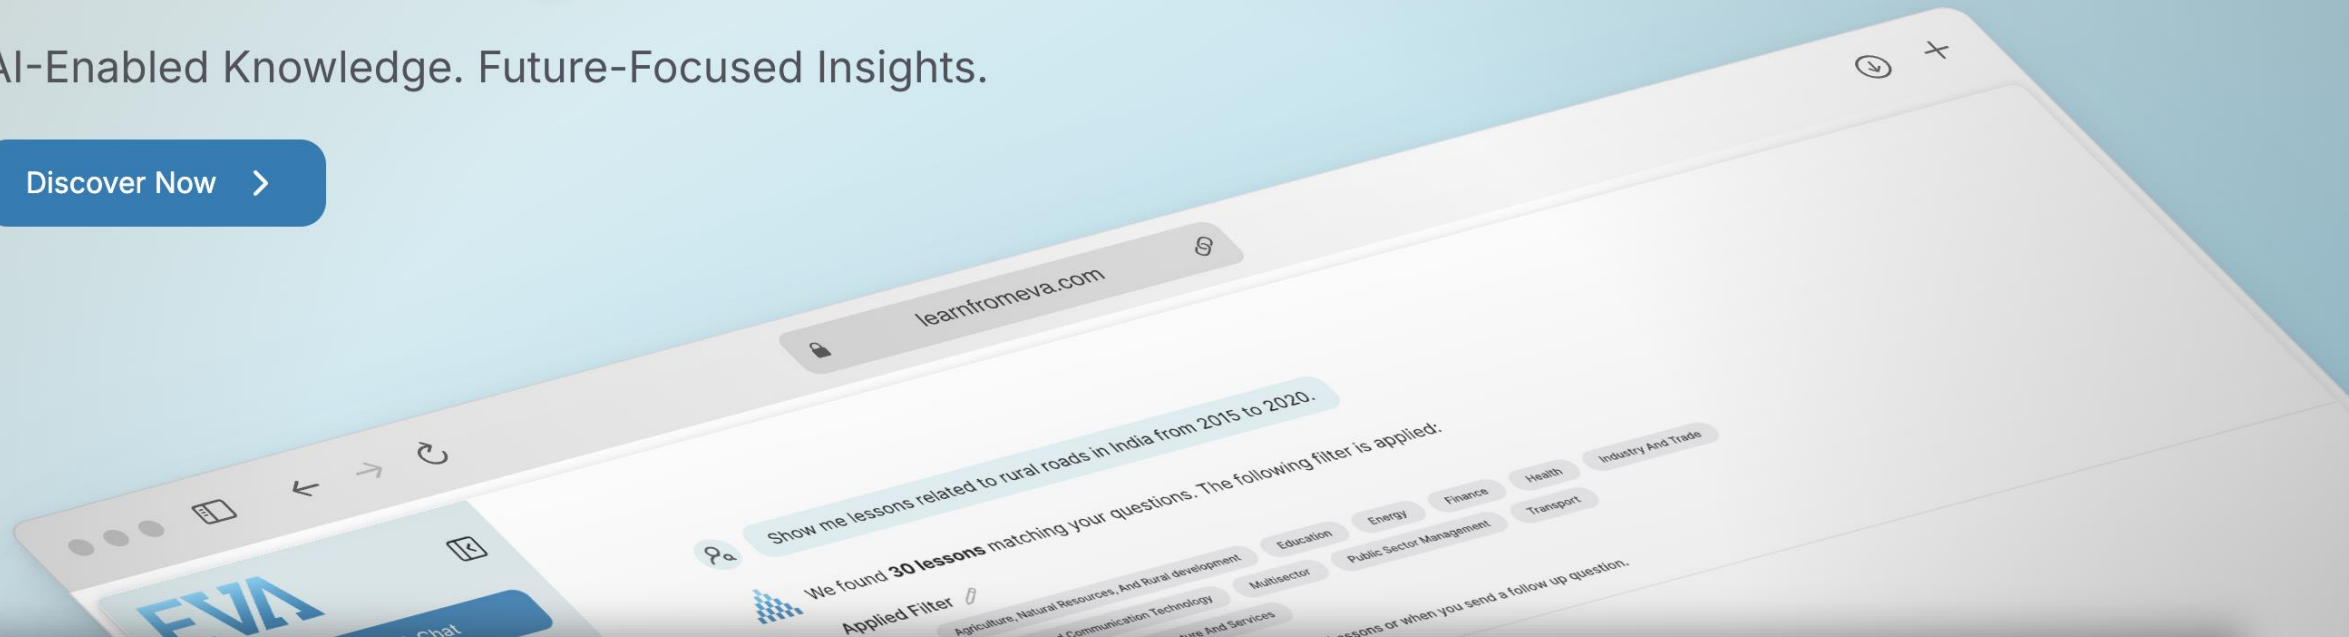 AI-Enabled Knowledge. Future-Focused Insights.
Discover Now
learnfromeva.com
Show me lessons related to rural roads in India from 2015 to 2020.
We found 30 lessons matching your questions. The following filter is applied:.
Applied Filter
Agriculture, Natural Resources, And Rural development Education Energy Finance Health Industry And Trade
d Communication Technology Multisector Public Sector Management Transport
And Services
EVA
Chat
or when you send a follow up question.